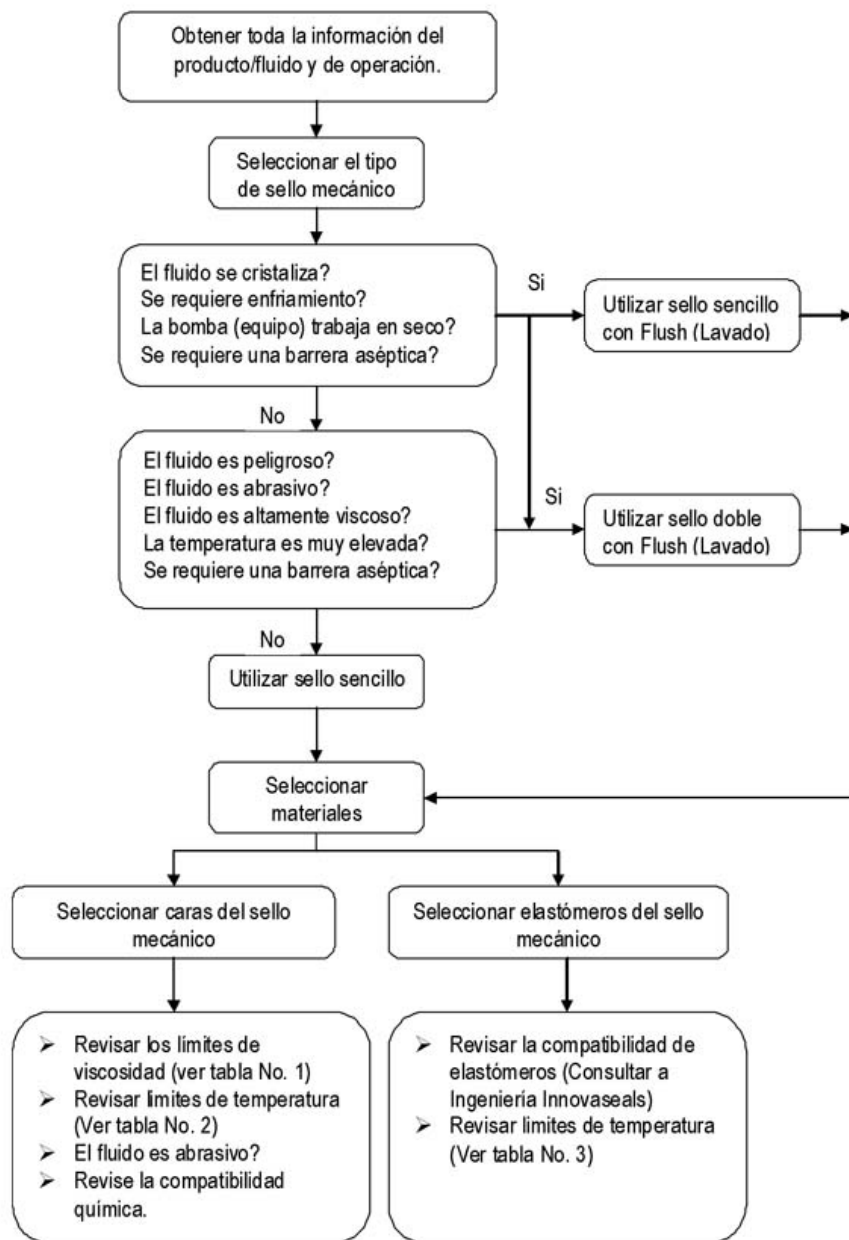 Obtener toda la información del
producto/fluido y de operación.
Seleccionar el tipo
de sello mecánico
El fluido se cristaliza?
Se requiere enfriamiento?
La bomba (equipo) trabaja en seco?
Se requiere una barrera aséptica?
Si
Utilizar sello sencillo
con Flush (Lavado)
No
El fluido es peligroso?
El fluido es abrasivo?
El fluido es altamente viscoso?
La temperatura es muy elevada?
Se requiere una barrera aséptica?
Si
Utilizar sello doble
con Flush (Lavado)
No
Utilizar sello sencillo
Seleccionar
materiales
Seleccionar caras del sello
mecánico
Seleccionar elastómeros del sello
mecánico
➢ Revisar los límites de
viscosidad (ver tabla No. 1)
➢ Revisar limites de temperatura
(Ver tabla No. 2)
➢ El fluido es abrasivo?
➢ Revise la compatibilidad
química.
➢ Revisar la compatibilidad de
elastómeros (Consultar a
Ingeniería Innovaseals)
➢ Revisar limites de temperatura
(Ver tabla No. 3)